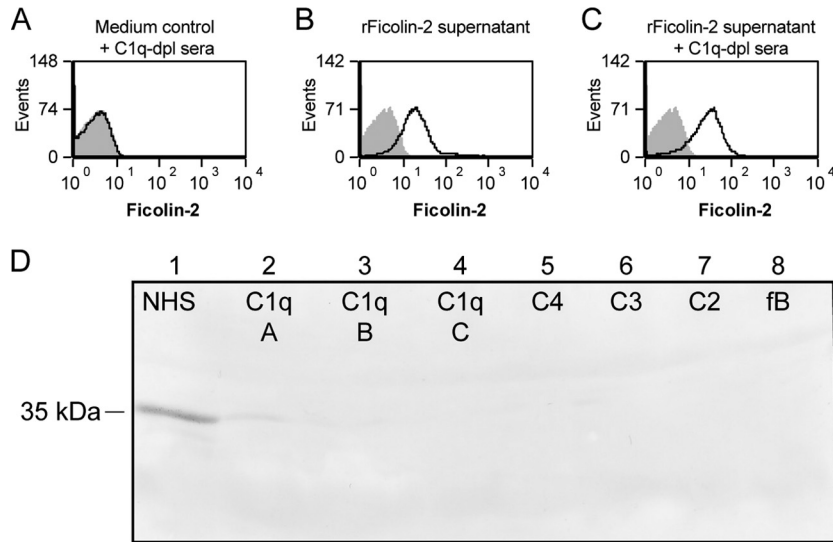 A
Medium control
+ C1q-dpl sera
148
74
0
Events
10^0 10^1 10^2 10^3 10^4
Ficolin-2
B
rFicolin-2 supernatant
142
71
0
Events
10^0 10^1 10^2 10^3 10^4
Ficolin-2
C
rFicolin-2 supernatant
+ C1q-dpl sera
142
71
0
Events
10^0 10^1 10^2 10^3 10^4
Ficolin-2
D
1 2 3 4 5 6 7 8
NHS C1q C1q C1q C4 C3 C2 fB
A B C
35 kDa